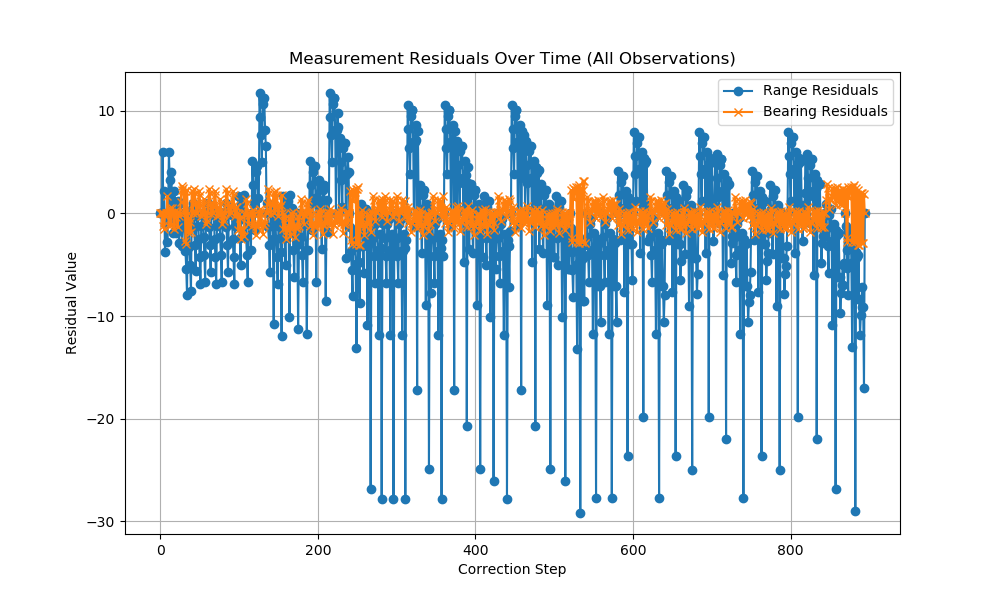 Measurement Residuals Over Time (All Observations)
Range Residuals
Bearing Residuals
Residual Value
10
0
−10
−20
−30
0 200 400 600 800
Correction Step